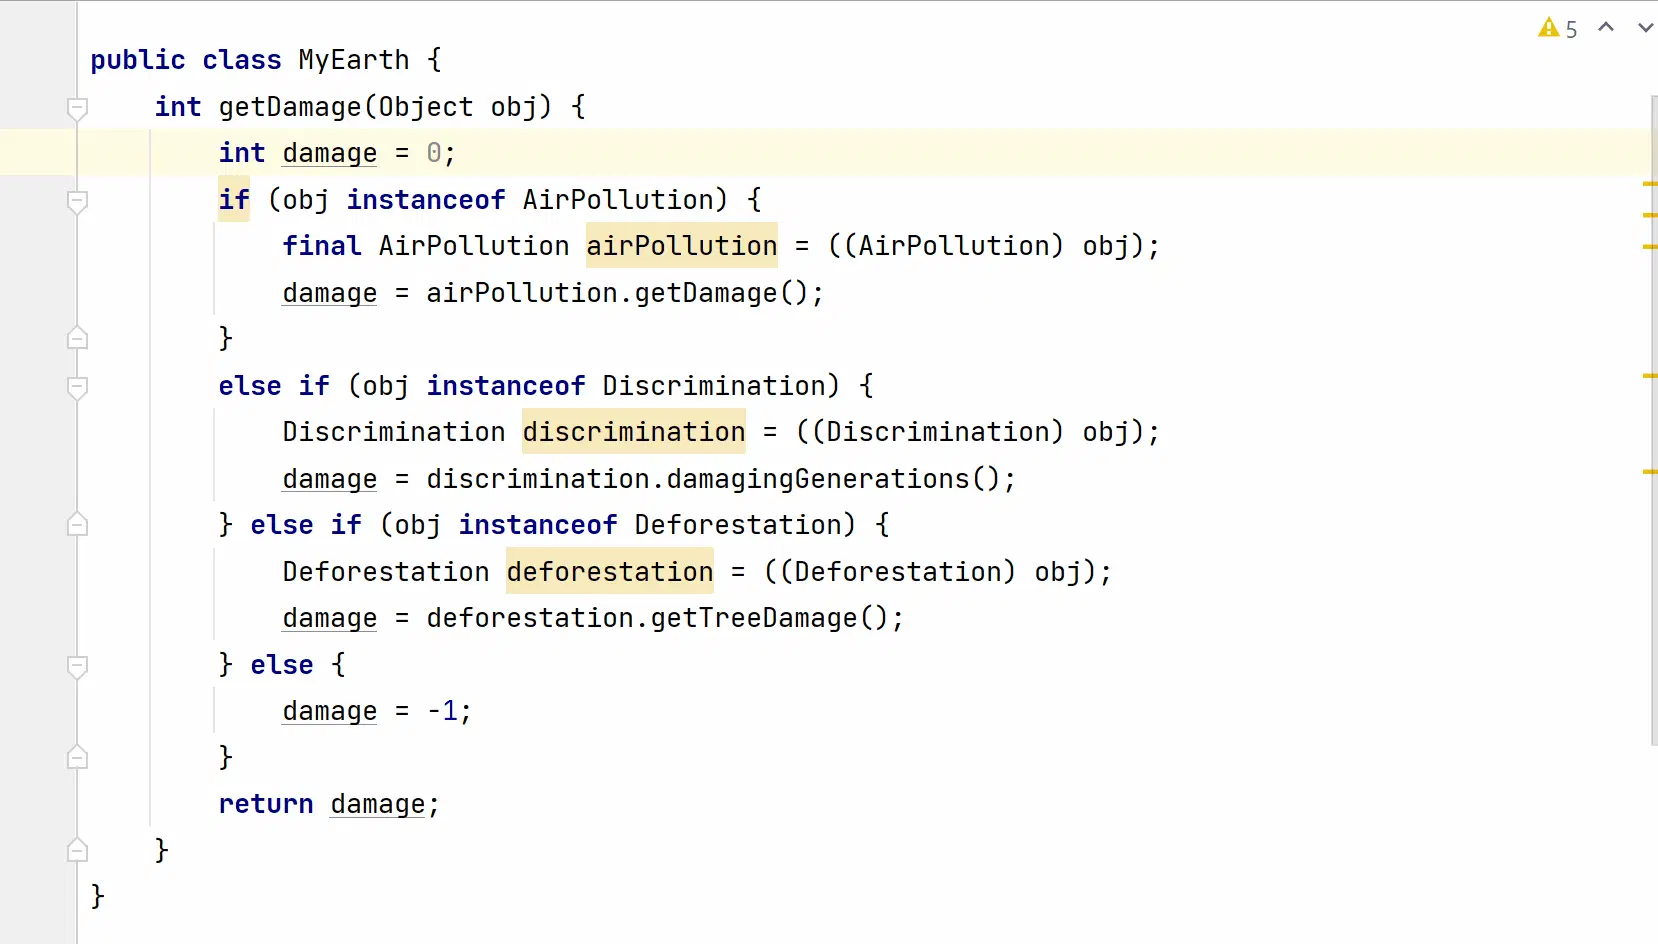 5
public class MyEarth {
    int getDamage(Object obj) {
        int damage = 0;
        if (obj instanceof AirPollution) {
            final AirPollution airPollution = ((AirPollution) obj);
            damage = airPollution.getDamage();
        }
        else if (obj instanceof Discrimination) {
            Discrimination discrimination = ((Discrimination) obj);
            damage = discrimination.damagingGenerations();
        } else if (obj instanceof Deforestation) {
            Deforestation deforestation = ((Deforestation) obj);
            damage = deforestation.getTreeDamage();
        } else {
            damage = -1;
        }
        return damage;
    }
}